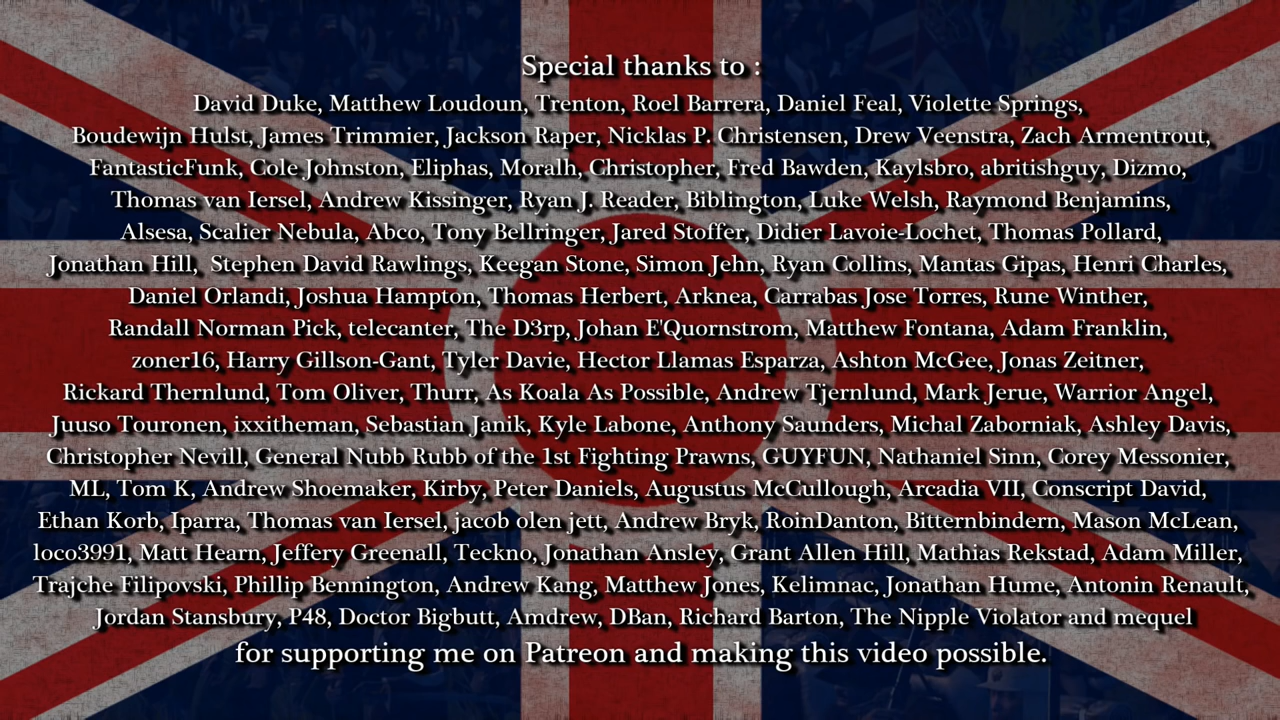 Special thanks to :
David Duke, Matthew Loudoun, Trenton, Roel Barrera, Daniel Feal, Violette Springs,
Boudewijn Hulst, James Trimmier, Jackson Raper, Nicklas P. Christensen, Drew Veenstra, Zach Armentrout,
FantasticFunk, Cole Johnston, Eliphas, Moralh, Christopher, Fred Bawden, Kaylsbro, abritishguy, Dizmo,
Thomas van Iersel, Andrew Kissinger, Ryan J. Reader, Biblington, Luke Welsh, Raymond Benjamins,
Alsesa, Scalier Nebula, Abco, Tony Bellringer, Jared Stoffer, Didier Lavoie-Lochet, Thomas Pollard,
Jonathan Hill,  Stephen David Rawlings, Keegan Stone, Simon Jehn, Ryan Collins, Mantas Gipas, Henri Charles,
Daniel Orlandi, Joshua Hampton, Thomas Herbert, Arknea, Carrabas Jose Torres, Rune Winther,
Randall Norman Pick, telecanter, The D3rp, Johan E'Quornstrom, Matthew Fontana, Adam Franklin,
zoner16, Harry Gillson-Gant, Tyler Davie, Hector Llamas Esparza, Ashton McGee, Jonas Zeitner,
Rickard Thernlund, Tom Oliver, Thurr, As Koala As Possible, Andrew Tjernlund, Mark Jerue, Warrior Angel,
Juuso Touronen, ixxitheman, Sebastian Janik, Kyle Labone, Anthony Saunders, Michal Zaborniak, Ashley Davis,
Christopher Nevill, General Nubb Rubb of the 1st Fighting Prawns, GUYFUN, Nathaniel Sinn, Corey Messonier,
ML, Tom K, Andrew Shoemaker, Kirby, Peter Daniels, Augustus McCullough, Arcadia VII, Conscript David,
Ethan Korb, Iparra, Thomas van Iersel, jacob olen jett, Andrew Bryk, RoinDanton, Bitternbindern, Mason McLean,
loco3991, Matt Hearn, Jeffery Greenall, Teckno, Jonathan Ansley, Grant Allen Hill, Mathias Rekstad, Adam Miller,
Trajche Filipovski, Phillip Bennington, Andrew Kang, Matthew Jones, Kelimnac, Jonathan Hume, Antonin Renault,
Jordan Stansbury, P48, Doctor Bigbutt, Amdrew, DBan, Richard Barton, The Nipple Violator and mequel
for supporting me on Patreon and making this video possible.